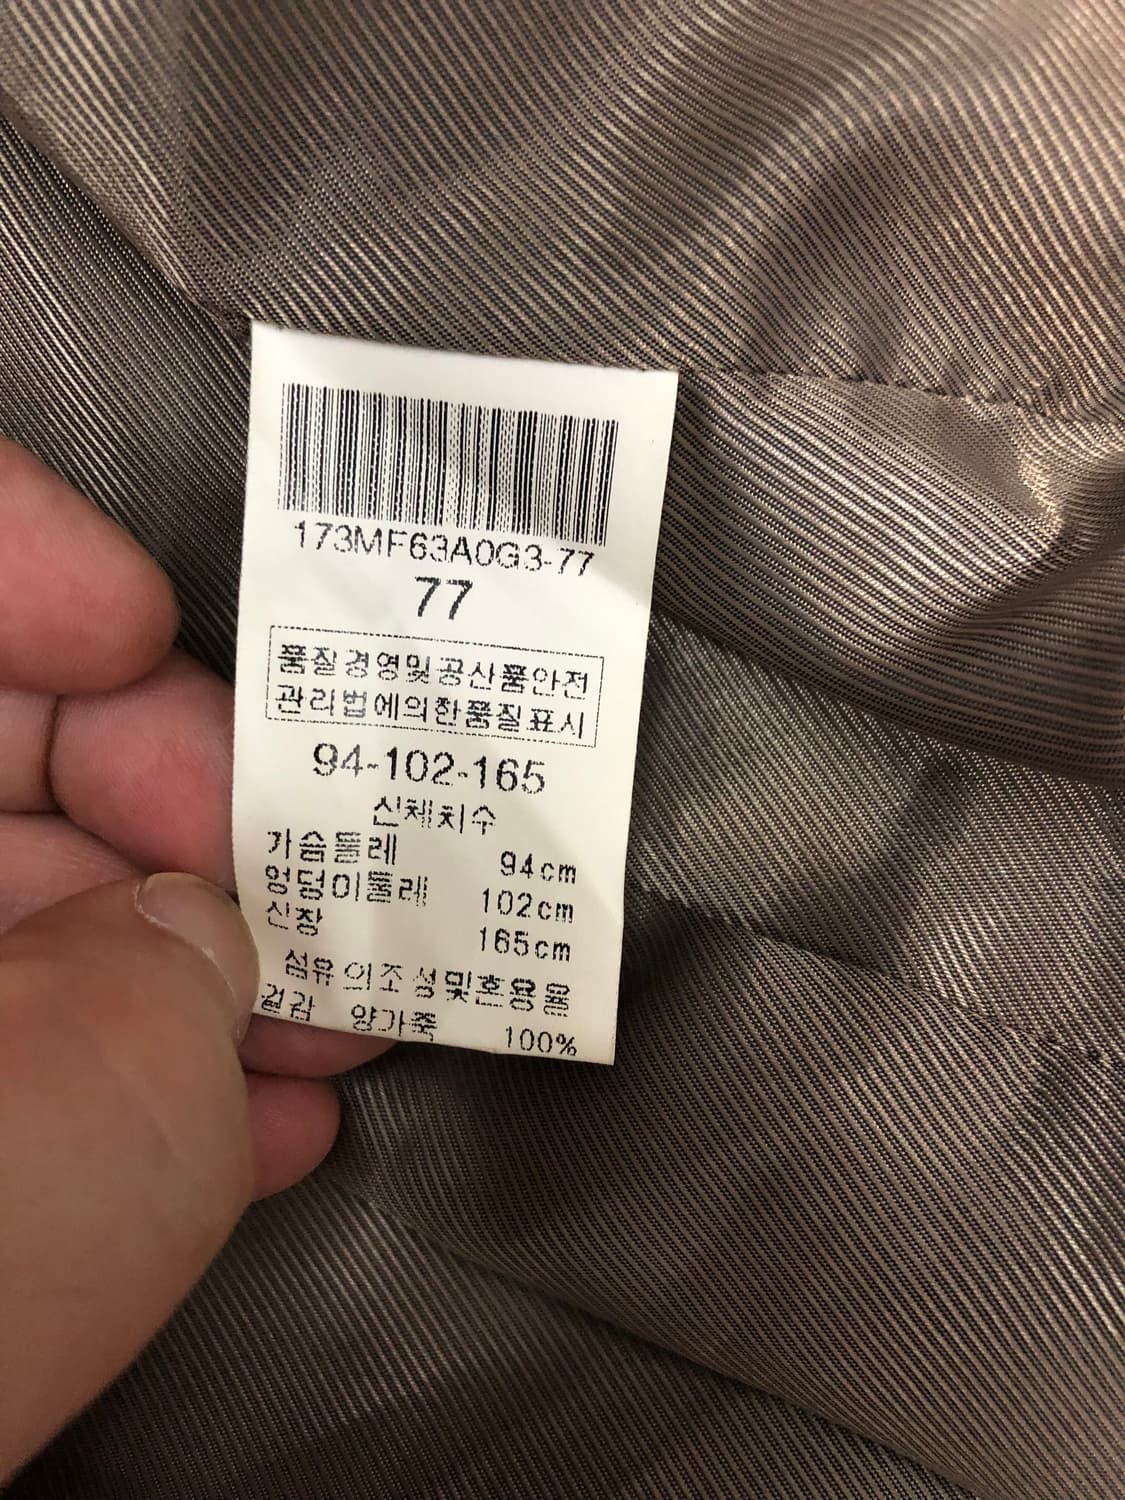 173MF63A0G3-77
77
품질경영및공산품안전
관리법에의한품질표시
94-102-165
신체치수
가슴둘레 94cm
엉덩이둘레 102cm
신장 165cm
섬유의조성및혼용율
겉감 양가죽 100%